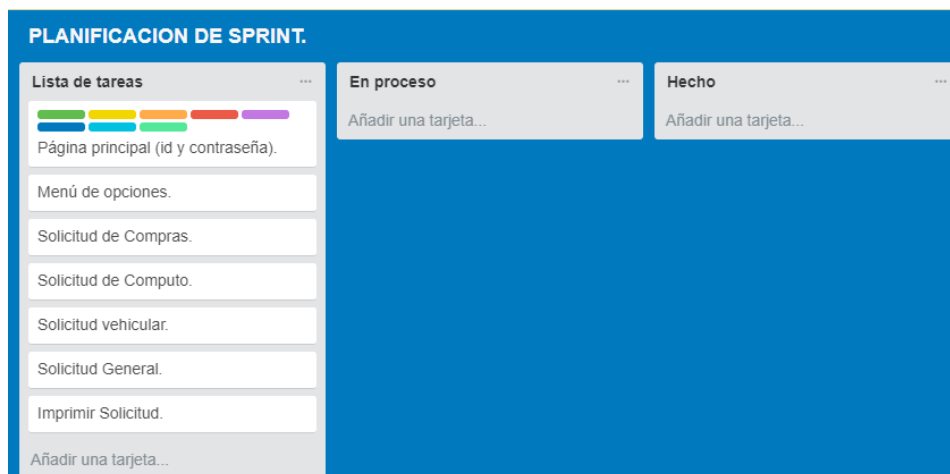 PLANIFICACION DE SPRINT.
Lista de tareas
Página principal (id y contraseña).
Menú de opciones.
Solicitud de Compras.
Solicitud de Computo.
Solicitud vehicular.
Solicitud General.
Imprimir Solicitud.
Añadir una tarjeta...
En proceso
Añadir una tarjeta...
Hecho
Añadir una tarjeta...